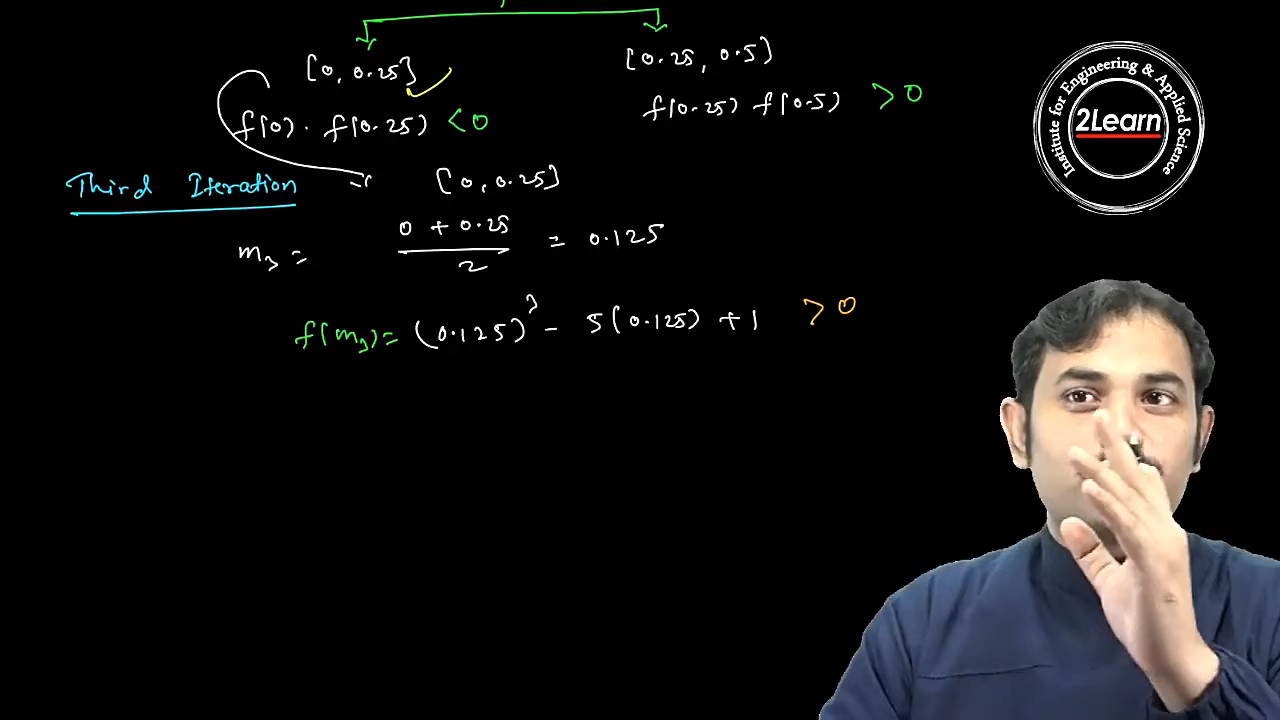 [0, 0.25]
[0.25, 0.5]
f(0) · f(0.25) < 0
f(0.25) f(0.5) > 0
Third Iteration
[0, 0.25]
m₃ = (0 + 0.25)/2 = 0.125
f(m₃) = (0.125)³ - 5(0.125) + 1 > 0
2Learn
Institute for Engineering & Applied Science